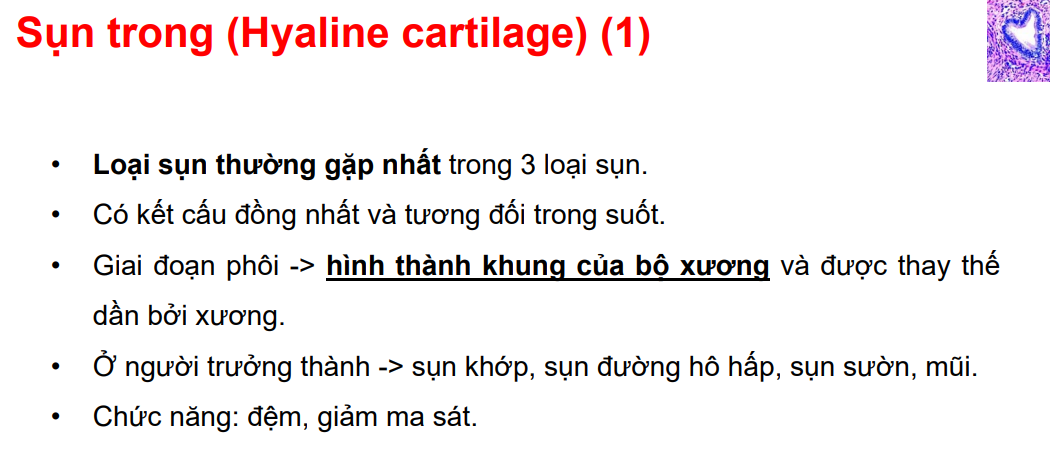 Sụn trong (Hyaline cartilage) (1)
• Loại sụn thường gặp nhất trong 3 loại sụn.
• Có kết cấu đồng nhất và tương đối trong suốt.
• Giai đoạn phôi -> hình thành khung của bộ xương và được thay thế
dần bởi xương.
• Ở người trưởng thành -> sụn khớp, sụn đường hô hấp, sụn sườn, mũi.
• Chức năng: đệm, giảm ma sát.